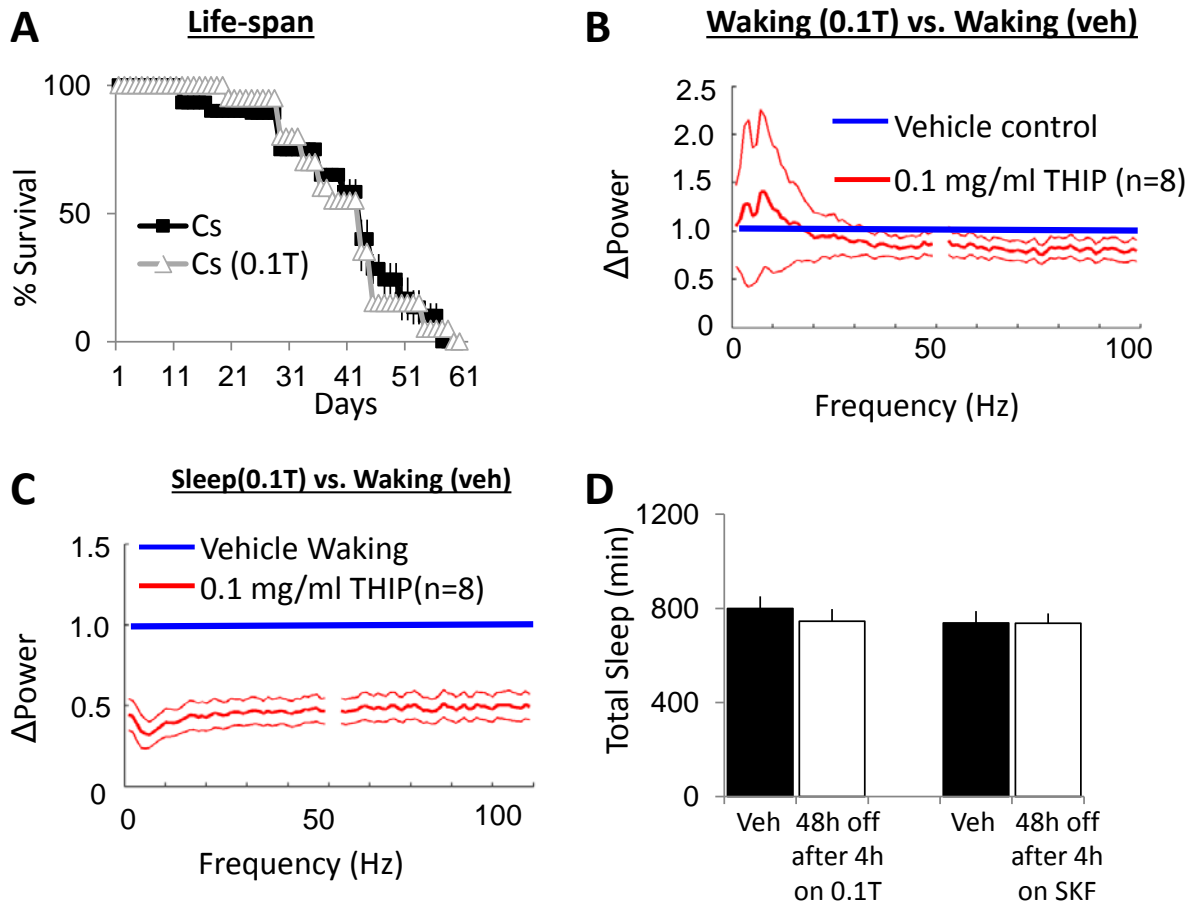 A
Life-span
100
50
0
% Survival
Cs
Cs (0.1T)
1 11 21 31 41 51 61
Days
B
Waking (0.1T) vs. Waking (veh)
2.5
2.0
1.5
1.0
0.5
0
ΔPower
Vehicle control
0.1 mg/ml THIP (n=8)
0 50 100
Frequency (Hz)
C
Sleep(0.1T) vs. Waking (veh)
1.5
1.0
0.5
0
ΔPower
Vehicle Waking
0.1 mg/ml THIP(n=8)
0 50 100
Frequency (Hz)
D
1200
800
400
0
Total Sleep (min)
Veh
48h off
after 4h
on 0.1T
Veh
48h off
after 4h
on SKF